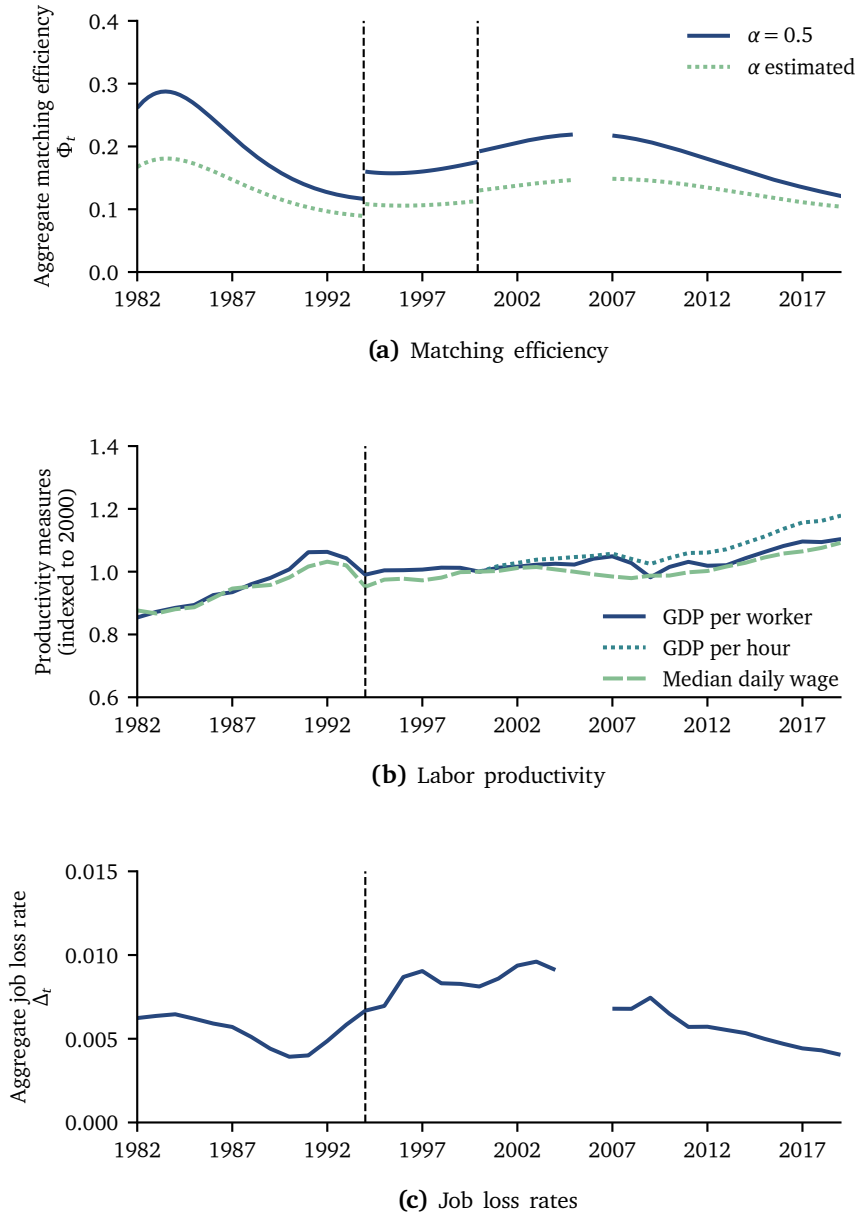 Aggregate matching efficiency
Φt
0.4
0.3
0.2
0.1
0.0
α = 0.5
α estimated
1982 1987 1992 1997 2002 2007 2012 2017
(a) Matching efficiency
Productivity measures
(indexed to 2000)
1.4
1.2
1.0
0.8
0.6
GDP per worker
GDP per hour
Median daily wage
1982 1987 1992 1997 2002 2007 2012 2017
(b) Labor productivity
Aggregate job loss rate
Δt
0.015
0.010
0.005
0.000
1982 1987 1992 1997 2002 2007 2012 2017
(c) Job loss rates